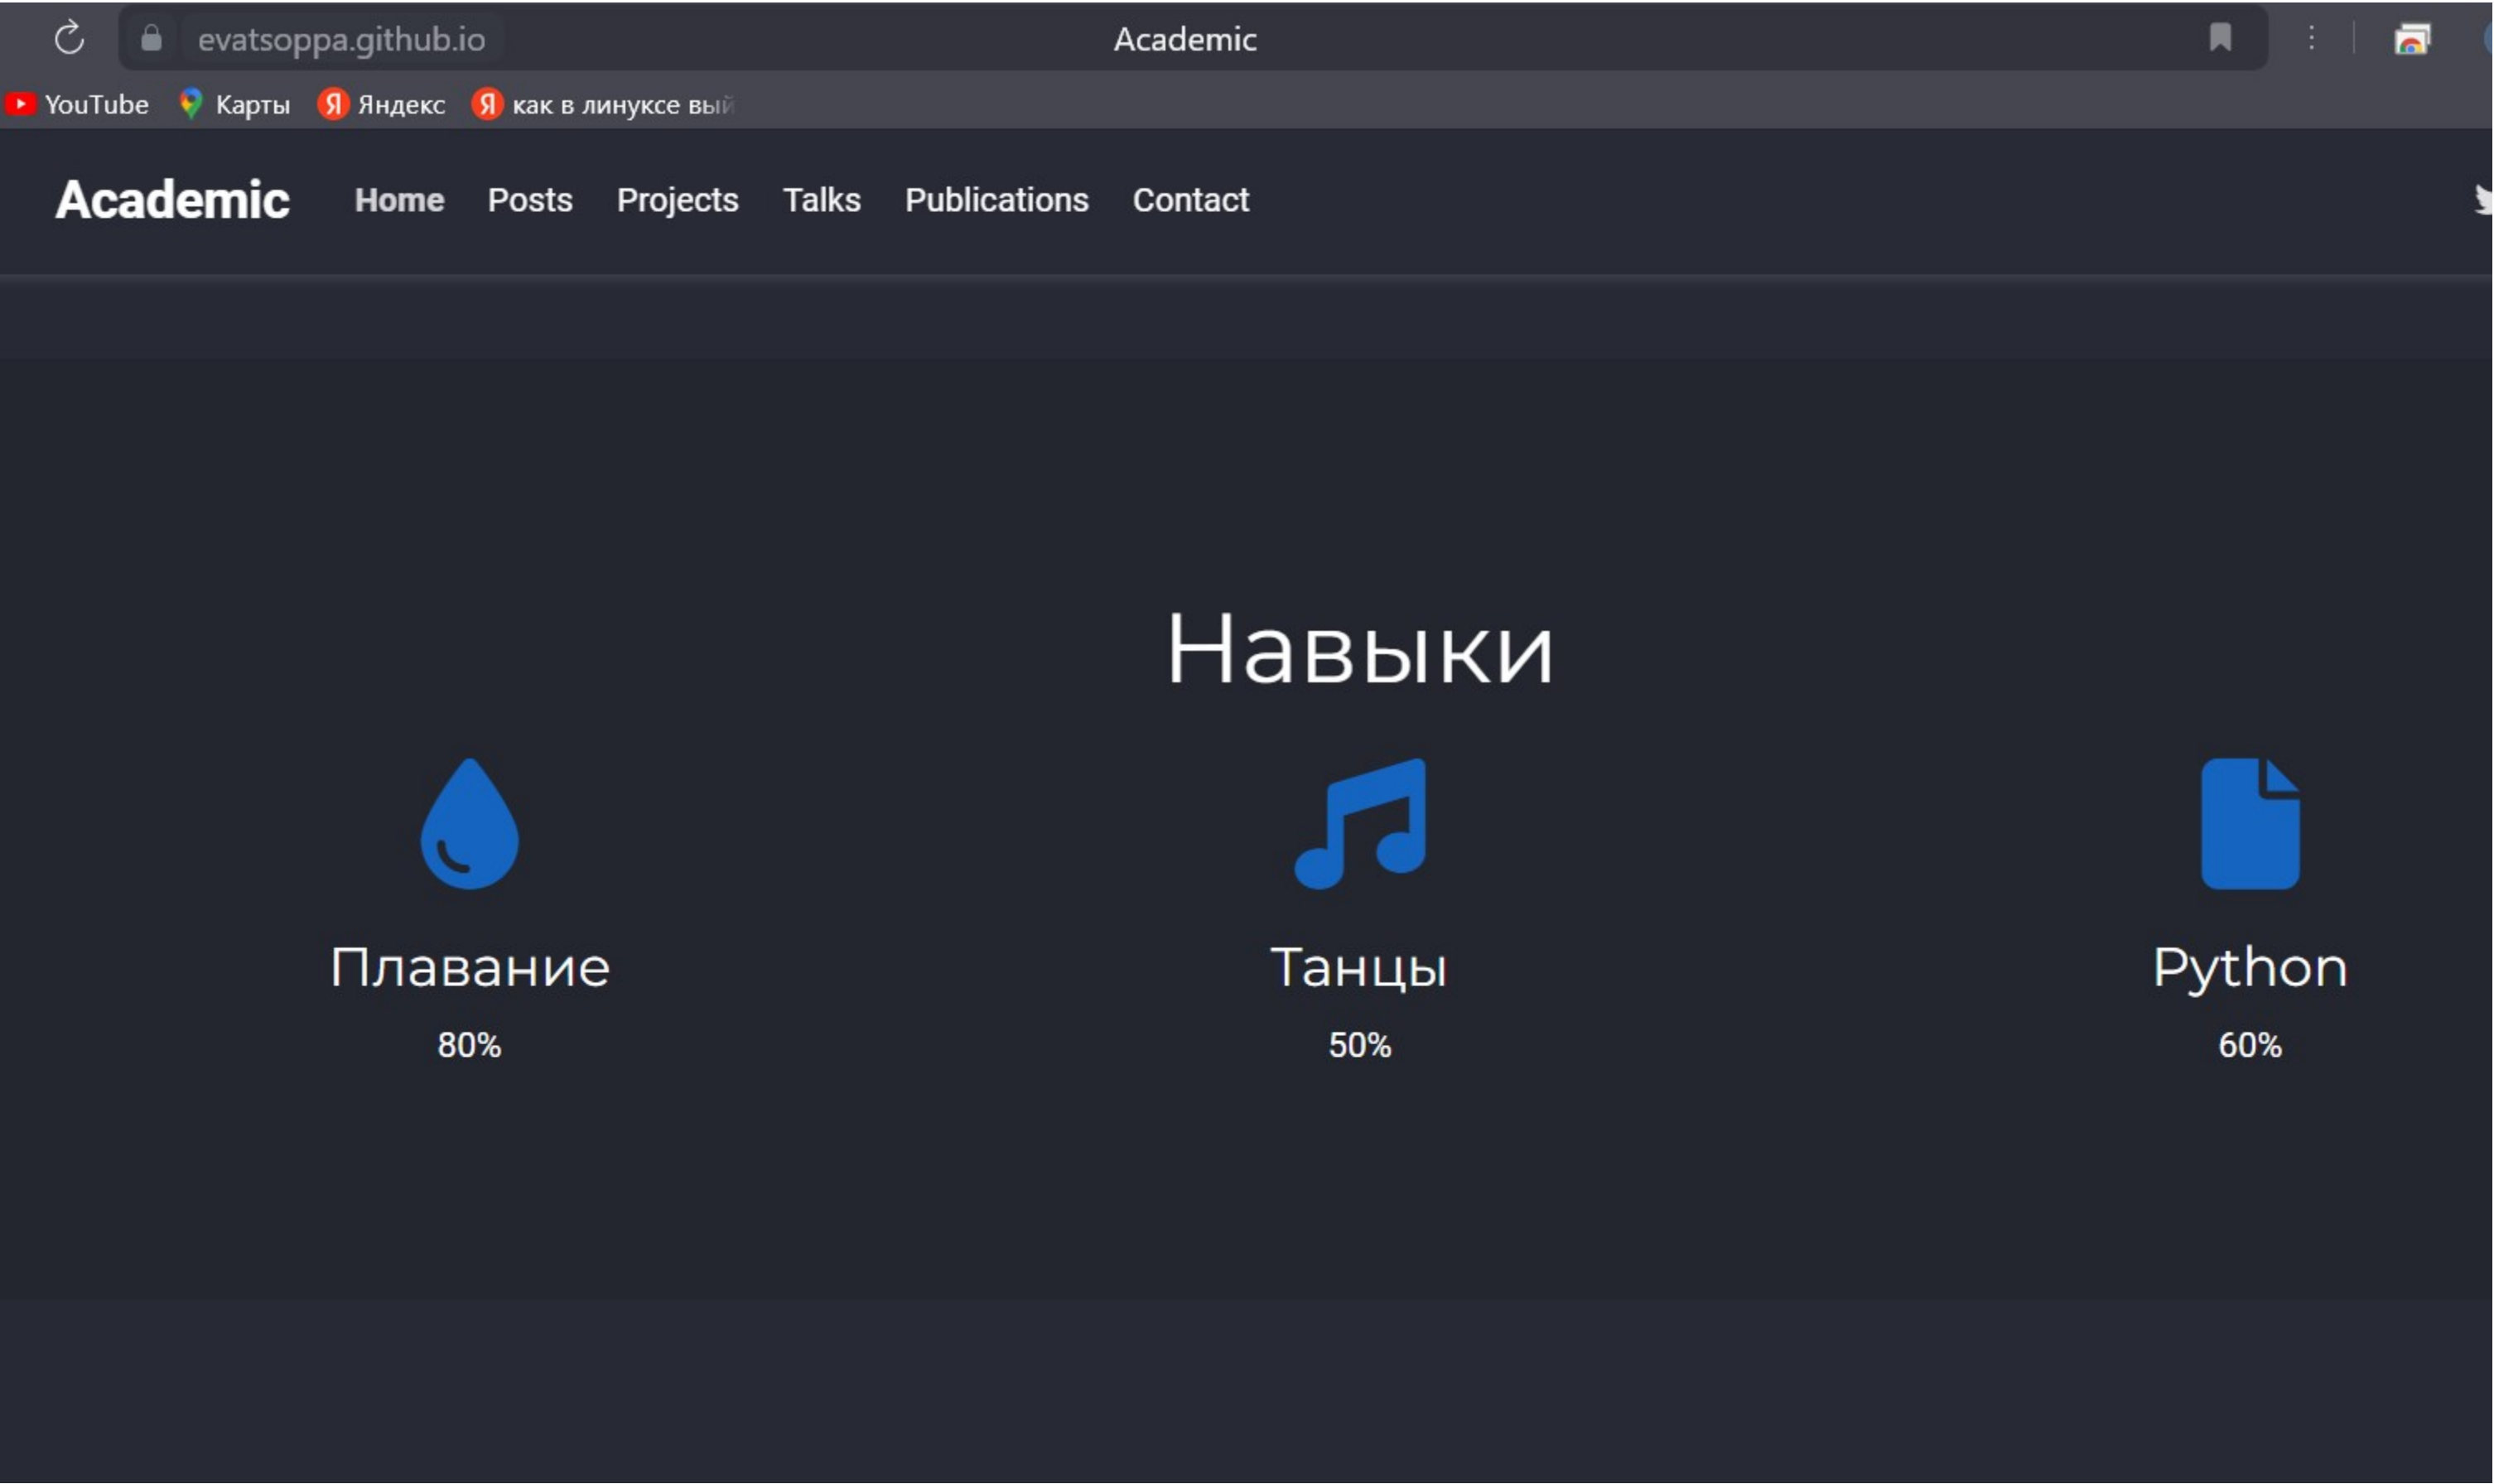 evatsoppa.github.io Academic
YouTube Карты Яндекс как в линуксе вый
Academic Home Posts Projects Talks Publications Contact
Навыки
Плавание Танцы Python
80% 50% 60%